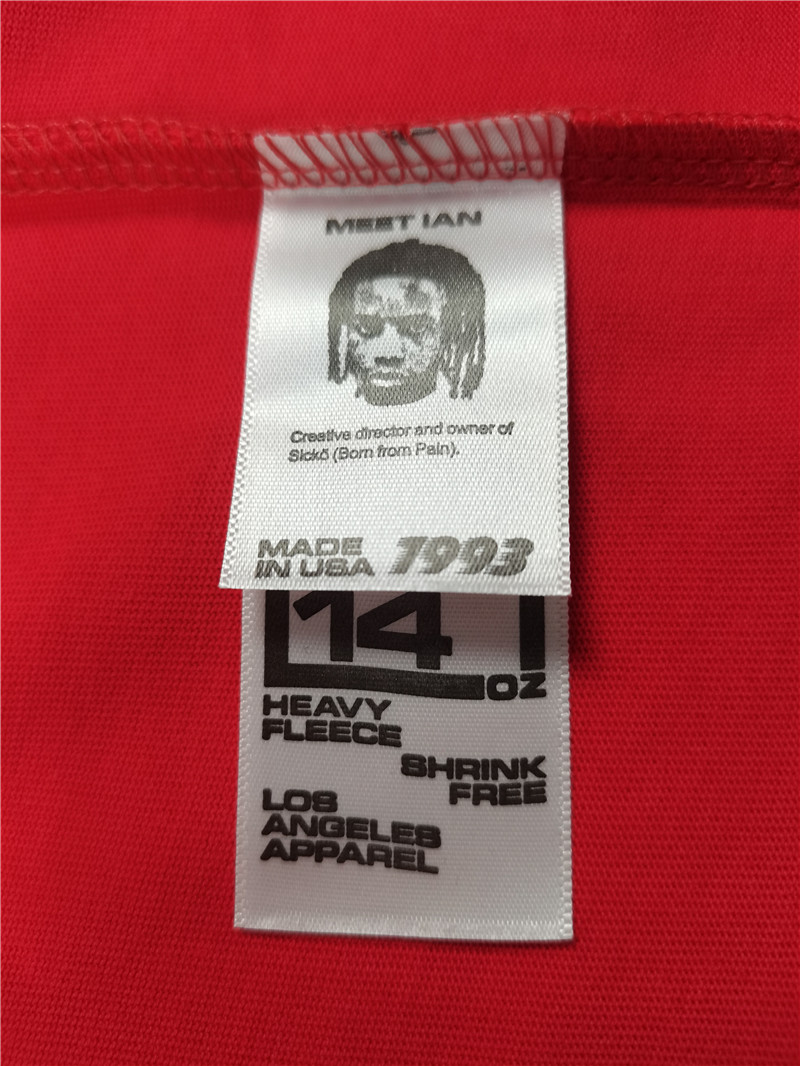 MEET IAN
Creative director and owner of
Sickö (Born from Pain).
MADE
IN USA
1993
14
OZ
HEAVY
FLEECE
SHRINK
FREE
LOS
ANGELES
APPAREL